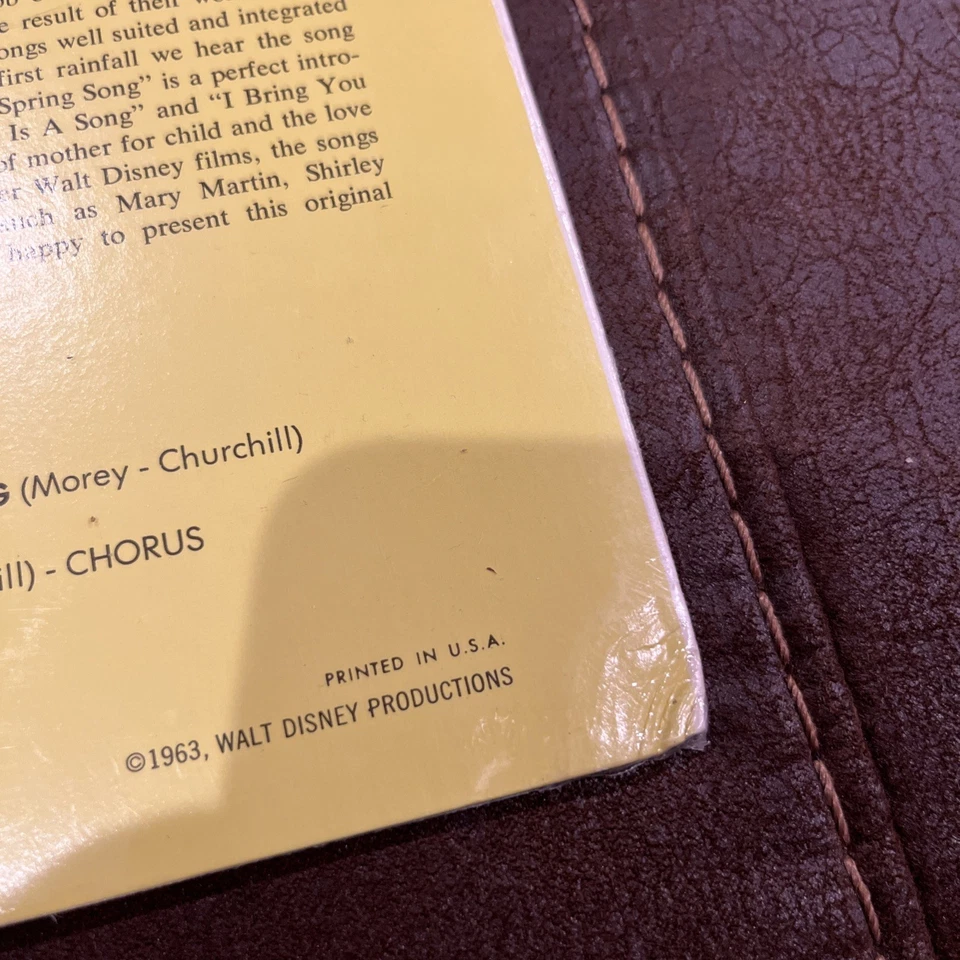 result of their
ongs well suited and integrated
first rainfall we hear the song
Spring Song” is a perfect intro-
Is A Song” and “I Bring You
of mother for child and the love
er Walt Disney films, the songs
such as Mary Martin, Shirley
happy to present this original
G (Morey - Churchill)
ill) - CHORUS
PRINTED IN U.S.A.
©1963, WALT DISNEY PRODUCTIONS